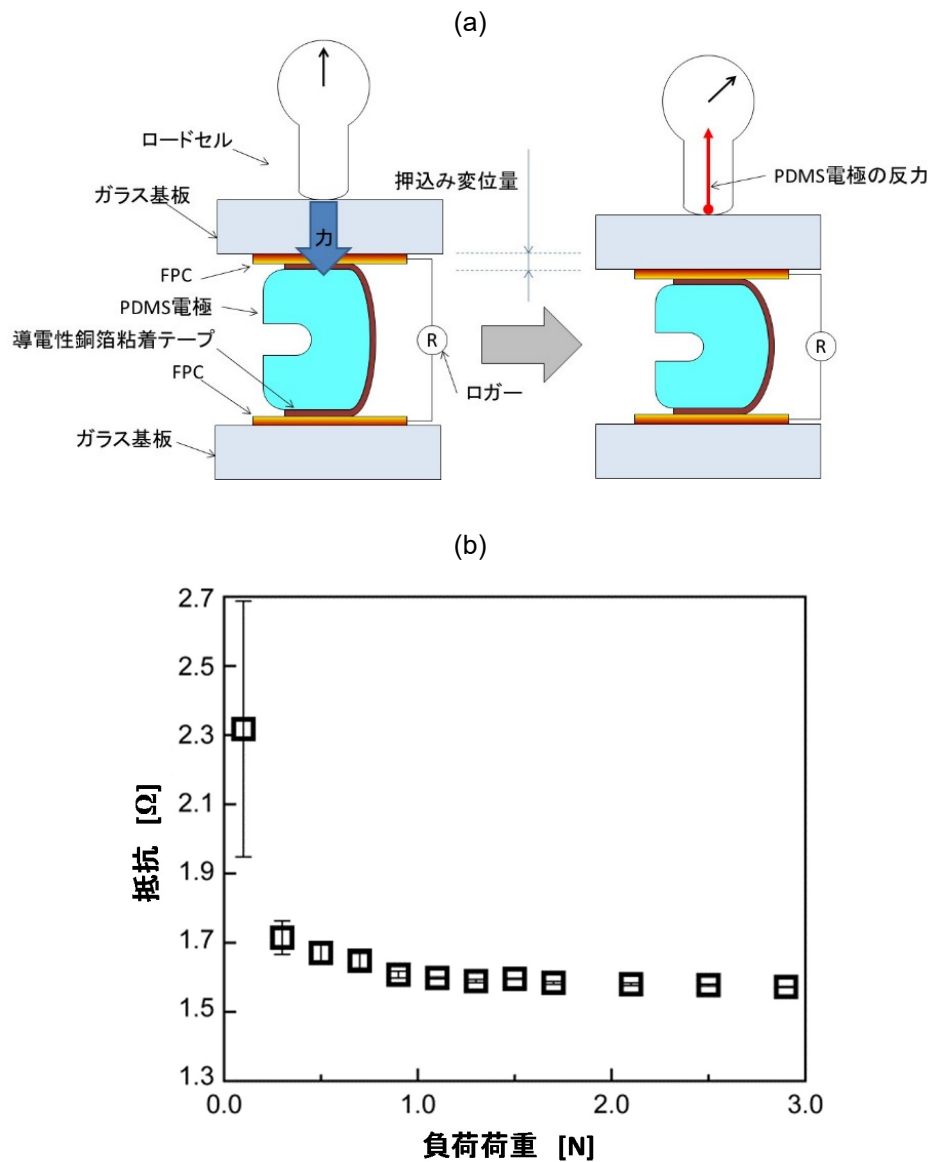 (a)
ロードセル
ガラス基板
力
FPC
PDMS電極
導電性銅箔粘着テープ
FPC
ガラス基板
R
ロガー
押込み変位量
PDMS電極の反力
R
(b)
2.7
2.5
2.3
2.1
1.9
1.7
1.5
1.3
抵抗 [Ω]
0.0 1.0 2.0 3.0
負荷荷重 [N]